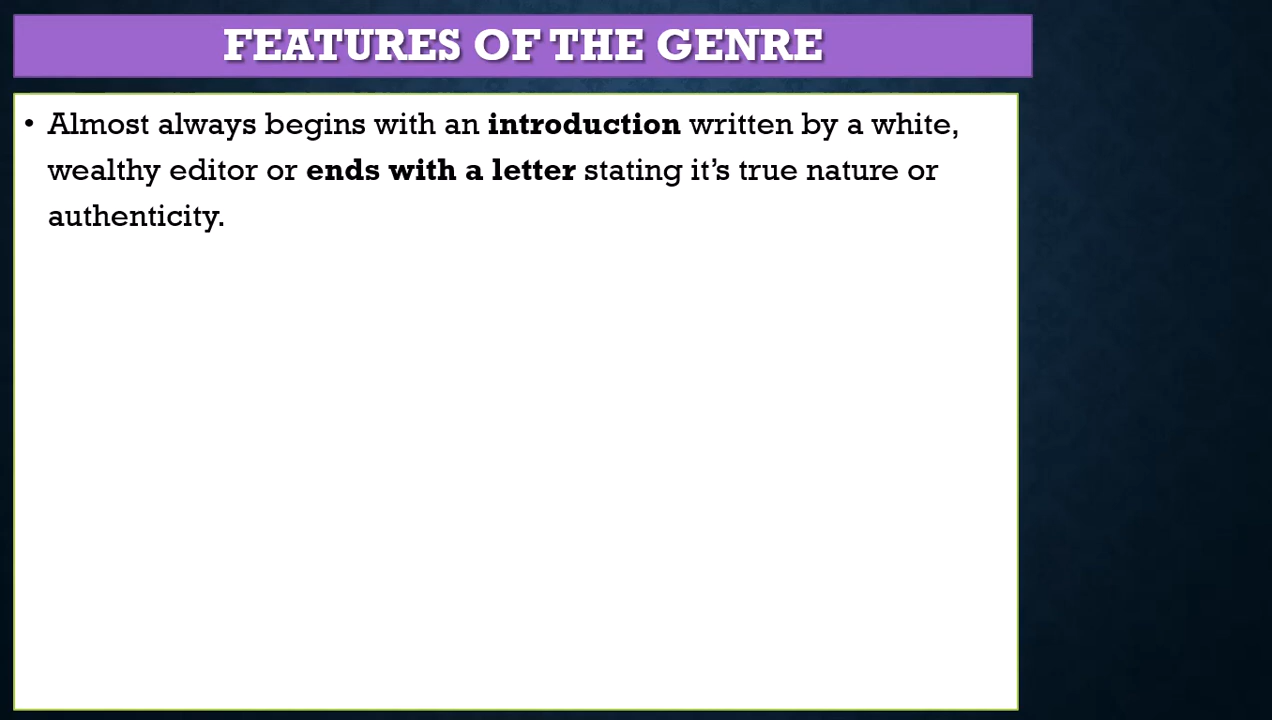 FEATURES OF THE GENRE
• Almost always begins with an introduction written by a white,
wealthy editor or ends with a letter stating it’s true nature or
authenticity.